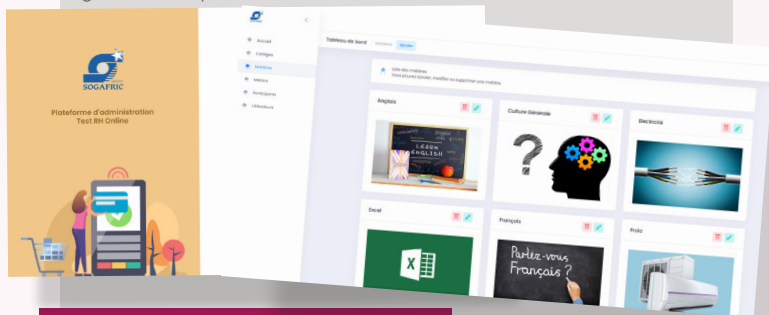 SOGAFRIC
Plateforme d'administration
Test RH Online
Accueil
Collèges
Matières
Métiers
Participants
Utilisateurs
Tableau de bord
Matières
Ajouter
Liste des matières
Vous pouvez ajouter, modifier ou supprimer une matière
Anglais
LEARN
ENGLISH
Culture Générale
?
Electricité
Excel
X
Français
Parlez-vous
Français ?
Froid